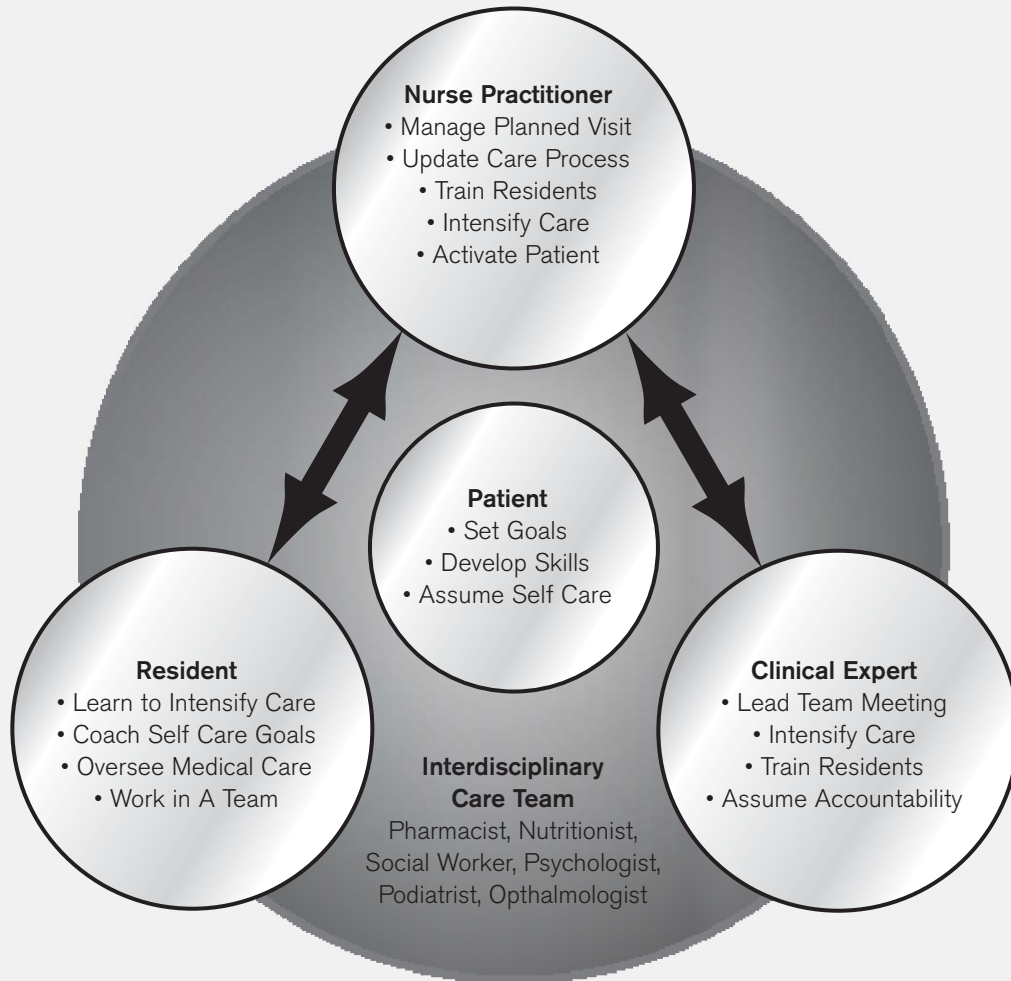 Nurse Practitioner
• Manage Planned Visit
• Update Care Process
• Train Residents
• Intensify Care
• Activate Patient
Patient
• Set Goals
• Develop Skills
• Assume Self Care
Resident
• Learn to Intensify Care
• Coach Self Care Goals
• Oversee Medical Care
• Work in A Team
Clinical Expert
• Lead Team Meeting
• Intensify Care
• Train Residents
• Assume Accountability
Interdisciplinary
Care Team
Pharmacist, Nutritionist,
Social Worker, Psychologist,
Podiatrist, Opthalmologist